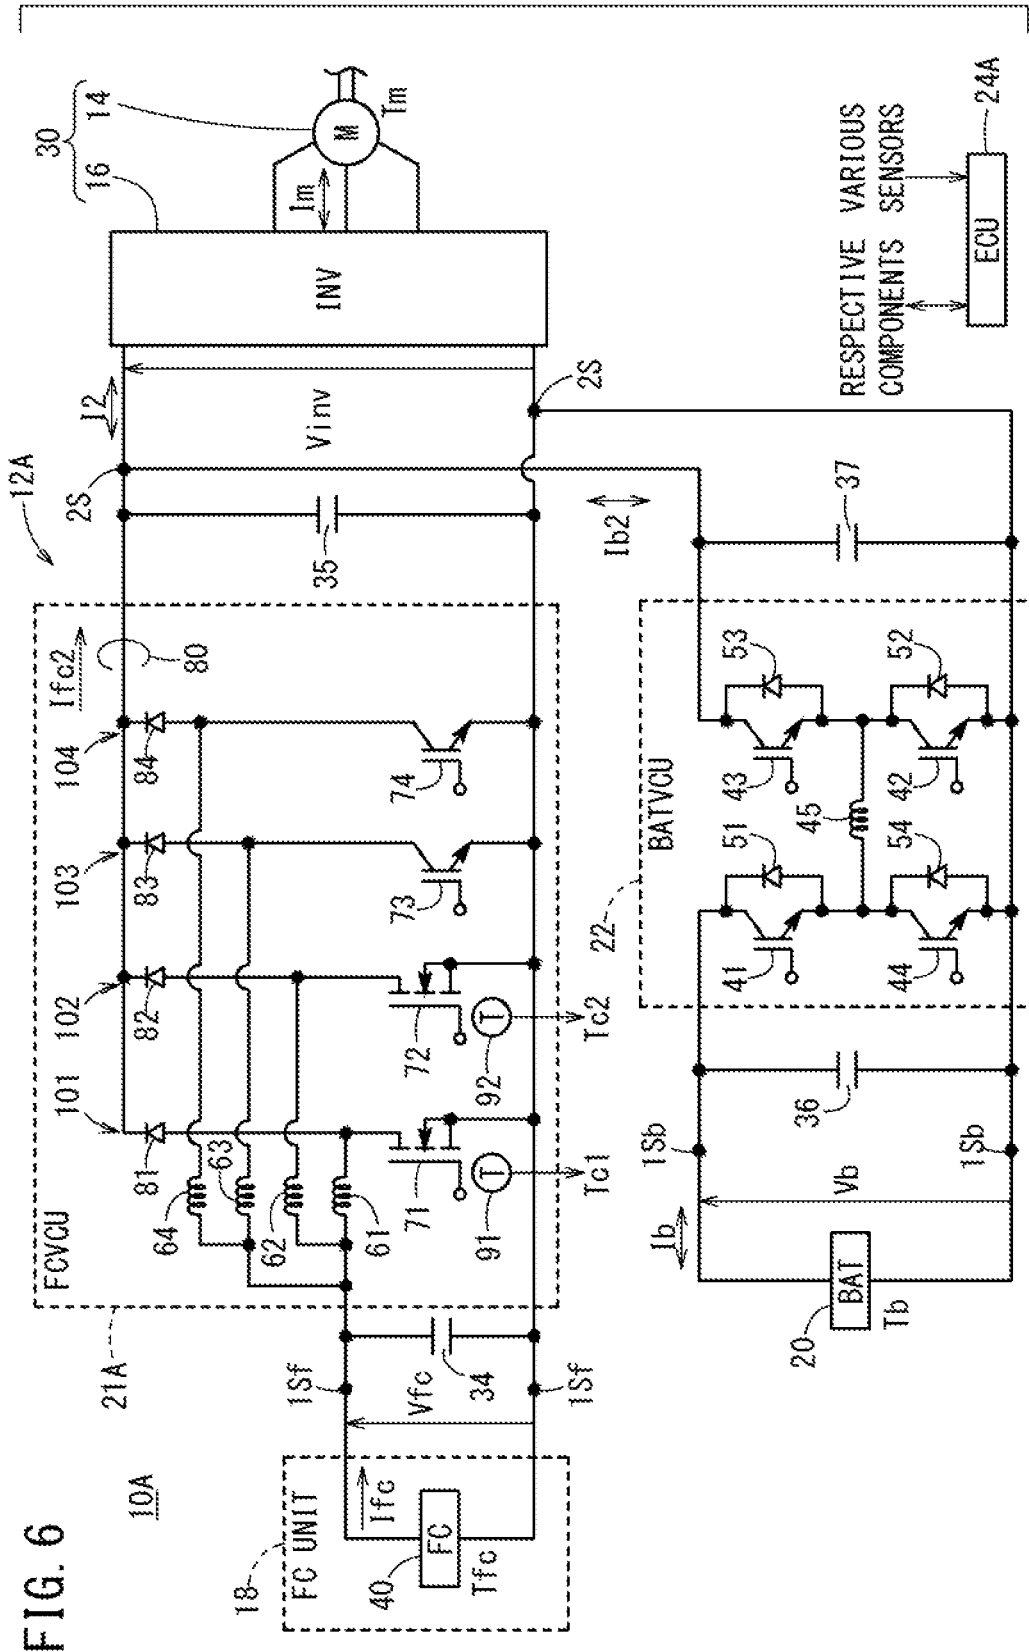 FIG. 6
10A
12A
30
16
14
M
Tm
Im
INV
I2
2S
Vinv
2S
35
Ifc2
80
104
103
102
101
84
83
82
81
64
63
62
61
74
73
72
71
T
92
Tc2
T
91
Tc1
FCVCU
21A
1Sf
Vfc
34
1Sf
18
FC UNIT
Ifc
40
FC
Tfc
Ib2
37
BATVCU
22
53
43
51
41
45
52
42
54
44
36
1Sb
1Sb
Vb
Ib
20
BAT
Tb
RESPECTIVE
COMPONENTS
VARIOUS
SENSORS
ECU
24A